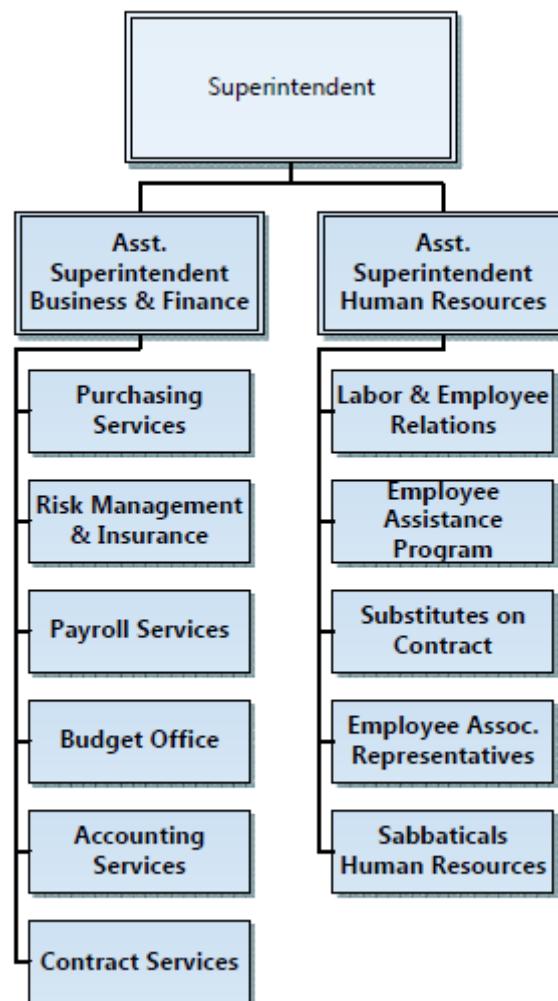 Superintendent
Asst.
Superintendent
Business & Finance
Asst.
Superintendent
Human Resources
Purchasing
Services
Risk Management
& Insurance
Payroll Services
Budget Office
Accounting
Services
Contract Services
Labor & Employee
Relations
Employee
Assistance
Program
Substitutes on
Contract
Employee Assoc.
Representatives
Sabbaticals
Human Resources